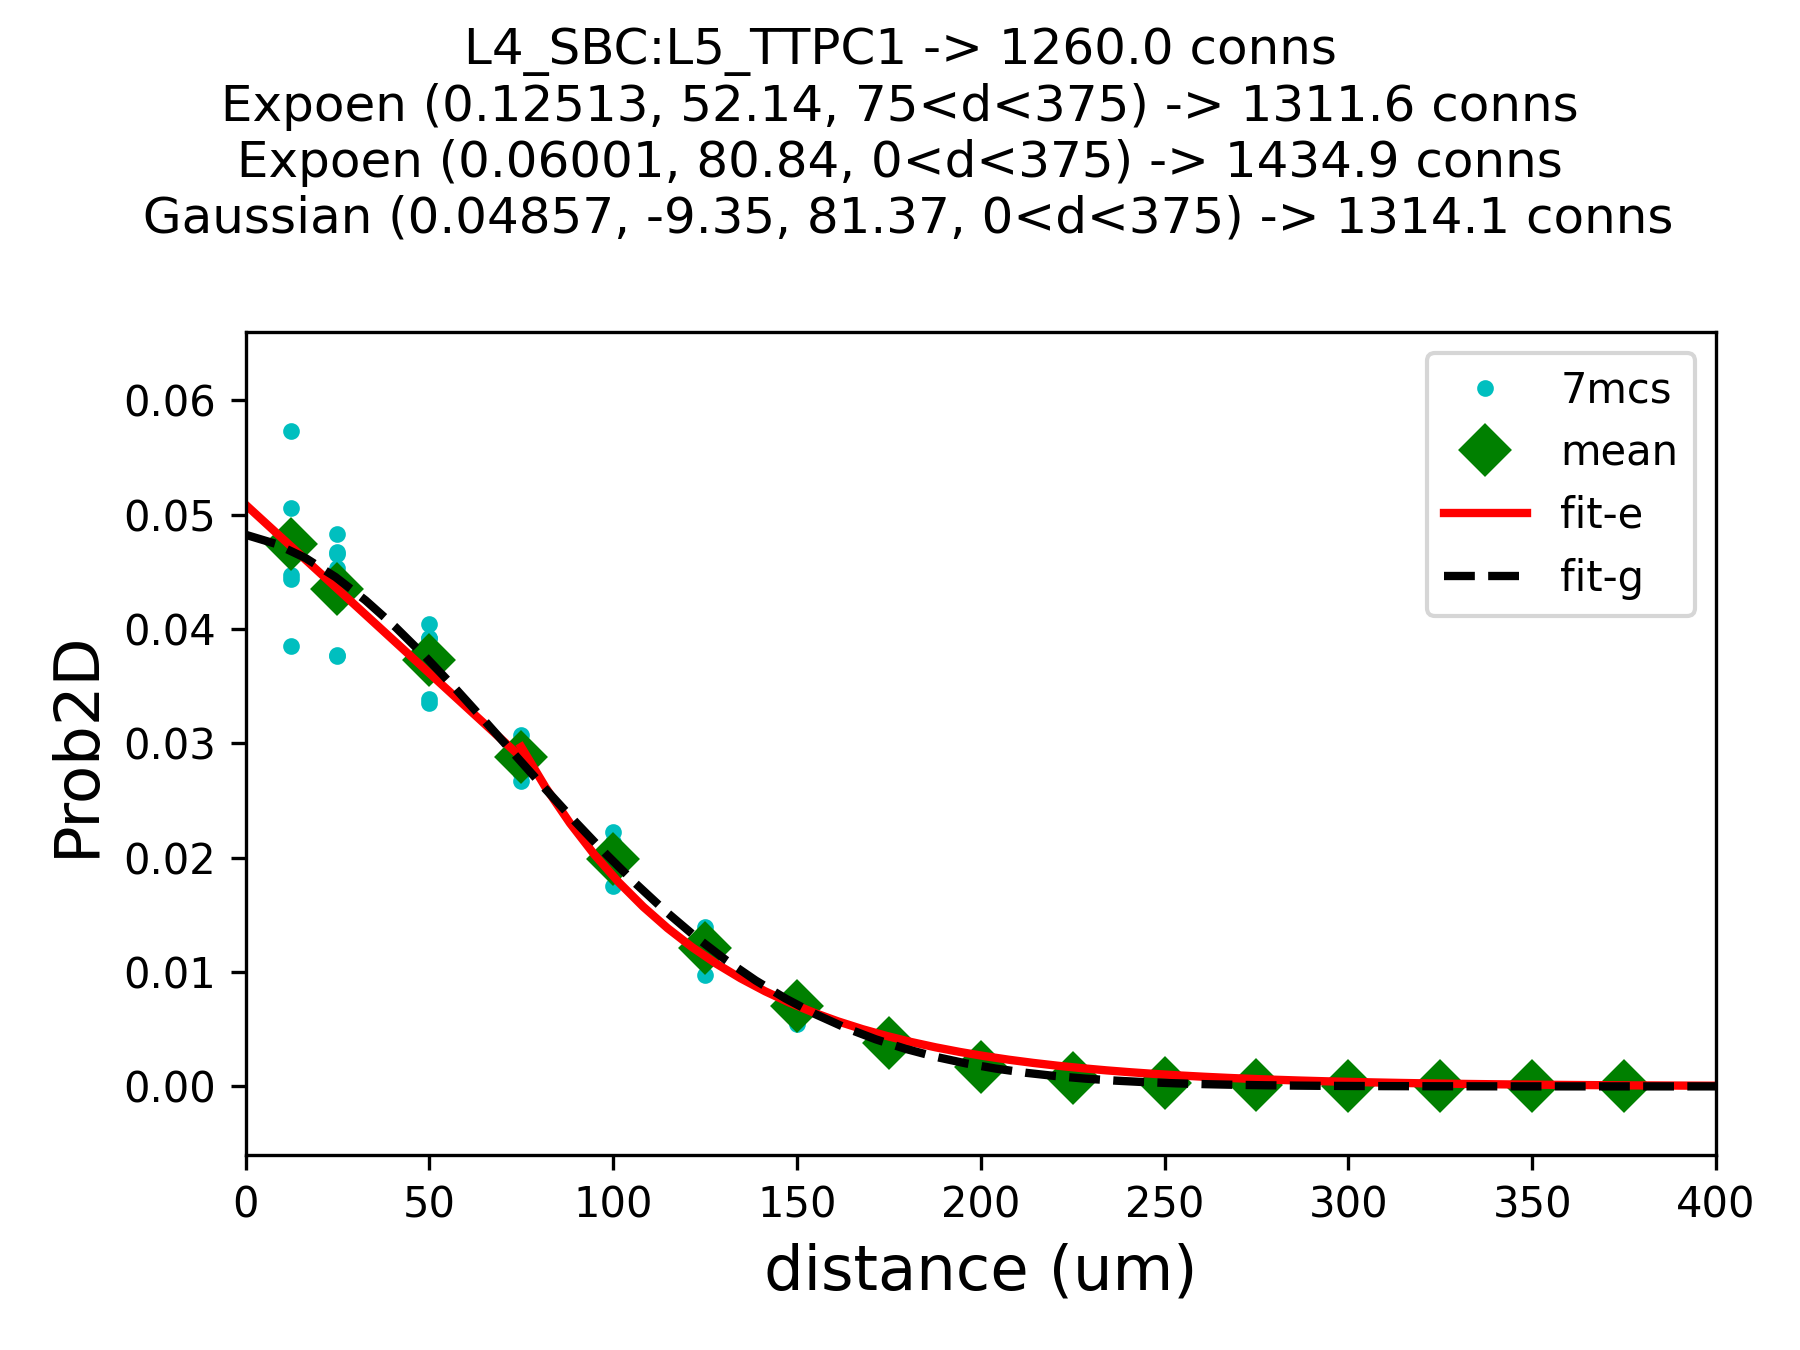 L4_SBC:L5_TTPC1 -> 1260.0 conns
Expoen (0.12513, 52.14, 75<d<375) -> 1311.6 conns
Expoen (0.06001, 80.84, 0<d<375) -> 1434.9 conns
Gaussian (0.04857, -9.35, 81.37, 0<d<375) -> 1314.1 conns
7mcs
mean
fit-e
fit-g
Prob2D
0.06
0.05
0.04
0.03
0.02
0.01
0.00
0 50 100 150 200 250 300 350 400
distance (um)